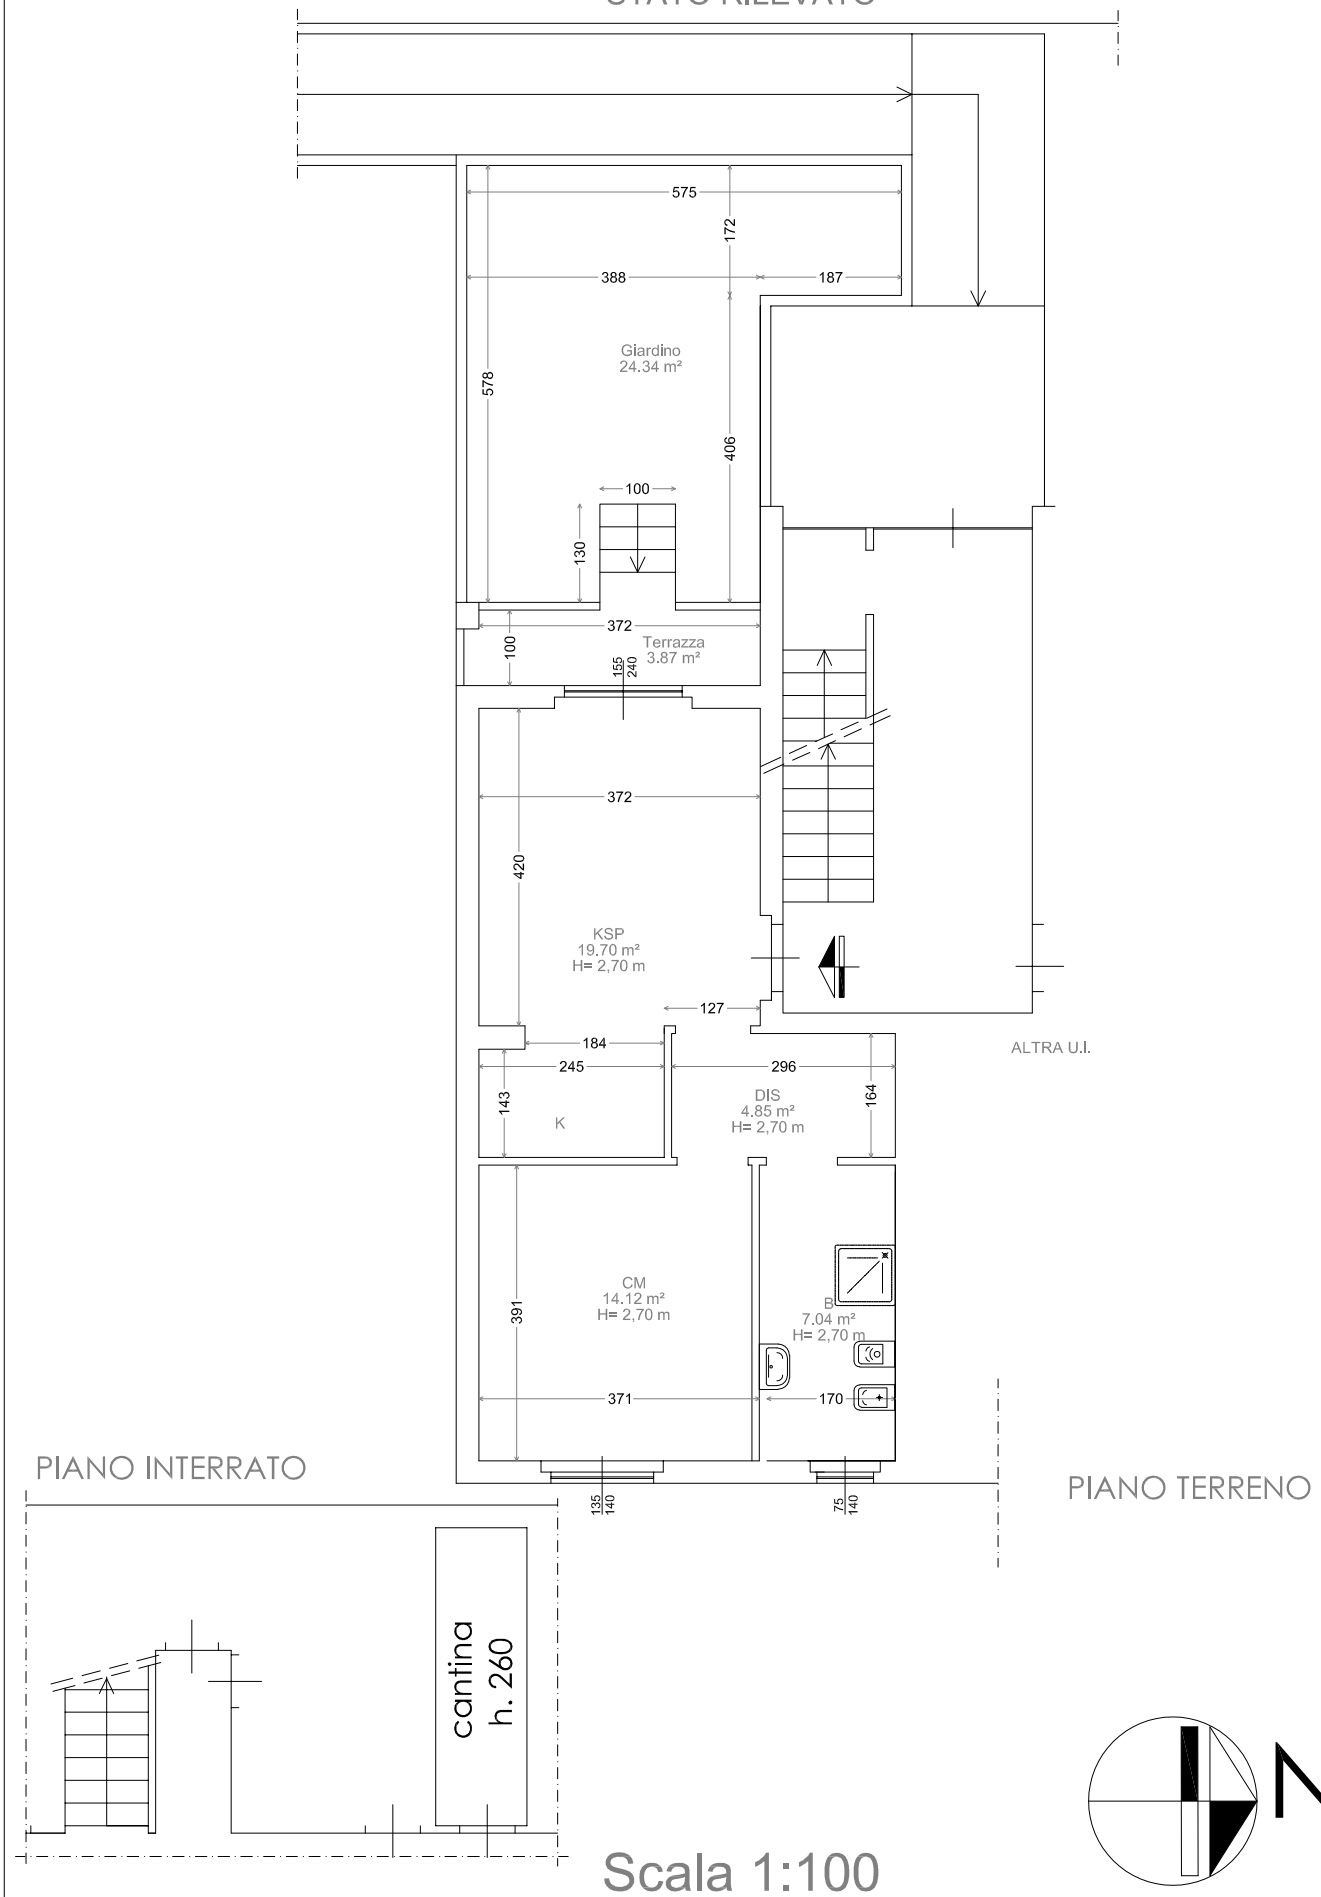 STATO RILEVATO
575
172
388
187
Giardino
24.34 m²
578
406
100
130
372
Terrazza
3.87 m²
100
155
240
372
420
KSP
19.70 m²
H= 2,70 m
127
184
245
296
ALTRA U.I.
143
K
DIS
4.85 m²
H= 2,70 m
164
391
CM
14.12 m²
H= 2,70 m
B
7.04 m²
H= 2,70 m
371
170
135
140
75
140
PIANO INTERRATO
PIANO TERRENO
cantina
h. 260
N
Scala 1:100